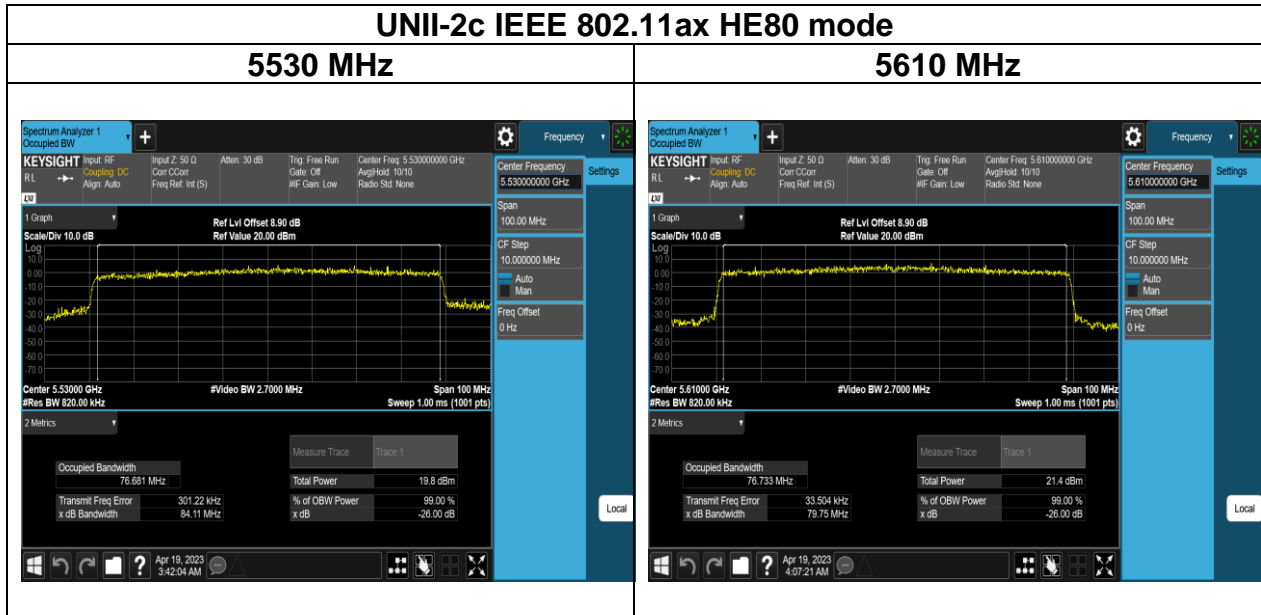 UNII-2c IEEE 802.11ax HE80 mode
5530 MHz
5610 MHz
Spectrum Analyzer 1
Occupied BW
+
Frequency
KEYSIGHT
Input: RF
Coupling: DC
Align: Auto
Input Z: 50 Ω
Corr CCorr
Freq Ref: Int (S)
Atten: 30 dB
Trig: Free Run
Gate: Off
#IF Gain: Low
Center Freq: 5.530000000 GHz
Avg|Hold: 10/10
Radio Std: None
R L
LXI
Center Frequency
5.530000000 GHz
Settings
Span
100.00 MHz
CF Step
10.000000 MHz
Auto
Man
Freq Offset
0 Hz
Local
1 Graph
Scale/Div 10.0 dB
Ref Lvl Offset 8.90 dB
Ref Value 20.00 dBm
Log
10.0
0.00
-10.0
-20.0
-30.0
-40.0
-50.0
-60.0
-70.0
Center 5.53000 GHz
#Res BW 820.00 kHz
#Video BW 2.7000 MHz
Span 100 MHz
Sweep 1.00 ms (1001 pts)
2 Metrics
Measure Trace Trace 1
Occupied Bandwidth
76.681 MHz
Total Power 19.8 dBm
Transmit Freq Error 301.22 kHz
% of OBW Power 99.00 %
x dB Bandwidth 84.11 MHz
x dB -26.00 dB
?
Apr 19, 2023
3:42:04 AM
Spectrum Analyzer 1
Occupied BW
+
Frequency
KEYSIGHT
Input: RF
Coupling: DC
Align: Auto
Input Z: 50 Ω
Corr CCorr
Freq Ref: Int (S)
Atten: 30 dB
Trig: Free Run
Gate: Off
#IF Gain: Low
Center Freq: 5.610000000 GHz
Avg|Hold: 10/10
Radio Std: None
R L
LXI
Center Frequency
5.610000000 GHz
Settings
Span
100.00 MHz
CF Step
10.000000 MHz
Auto
Man
Freq Offset
0 Hz
Local
1 Graph
Scale/Div 10.0 dB
Ref Lvl Offset 8.90 dB
Ref Value 20.00 dBm
Log
10.0
0.00
-10.0
-20.0
-30.0
-40.0
-50.0
-60.0
-70.0
Center 5.61000 GHz
#Res BW 820.00 kHz
#Video BW 2.7000 MHz
Span 100 MHz
Sweep 1.00 ms (1001 pts)
2 Metrics
Measure Trace Trace 1
Occupied Bandwidth
76.733 MHz
Total Power 21.4 dBm
Transmit Freq Error 33.504 kHz
% of OBW Power 99.00 %
x dB Bandwidth 79.75 MHz
x dB -26.00 dB
?
Apr 19, 2023
4:07:21 AM